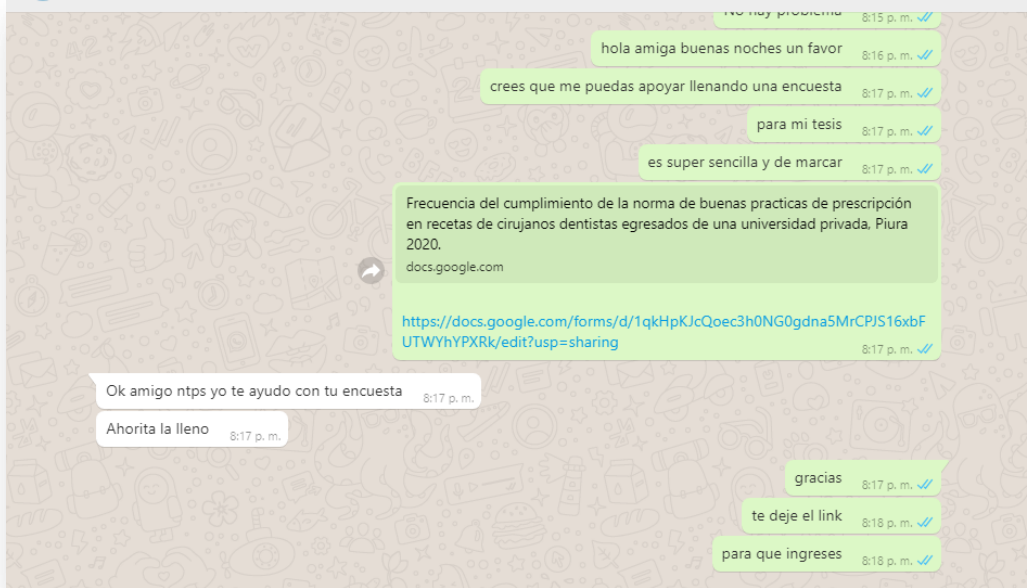 No hay problema
8:15 p. m.
hola amiga buenas noches un favor
8:16 p. m.
crees que me puedas apoyar llenando una encuesta
8:17 p. m.
para mi tesis
8:17 p. m.
es super sencilla y de marcar
8:17 p. m.
Frecuencia del cumplimiento de la norma de buenas practicas de prescripción
en recetas de cirujanos dentistas egresados de una universidad privada, Piura
2020.
docs.google.com
https://docs.google.com/forms/d/1qkHpKJcQoec3h0NG0gdna5MrCPJS16xbF
UTWYhYPXRk/edit?usp=sharing
8:17 p. m.
Ok amigo ntps yo te ayudo con tu encuesta
8:17 p. m.
Ahorita la lleno
8:17 p. m.
gracias
8:17 p. m.
te deje el link
8:18 p. m.
para que ingreses
8:18 p. m.